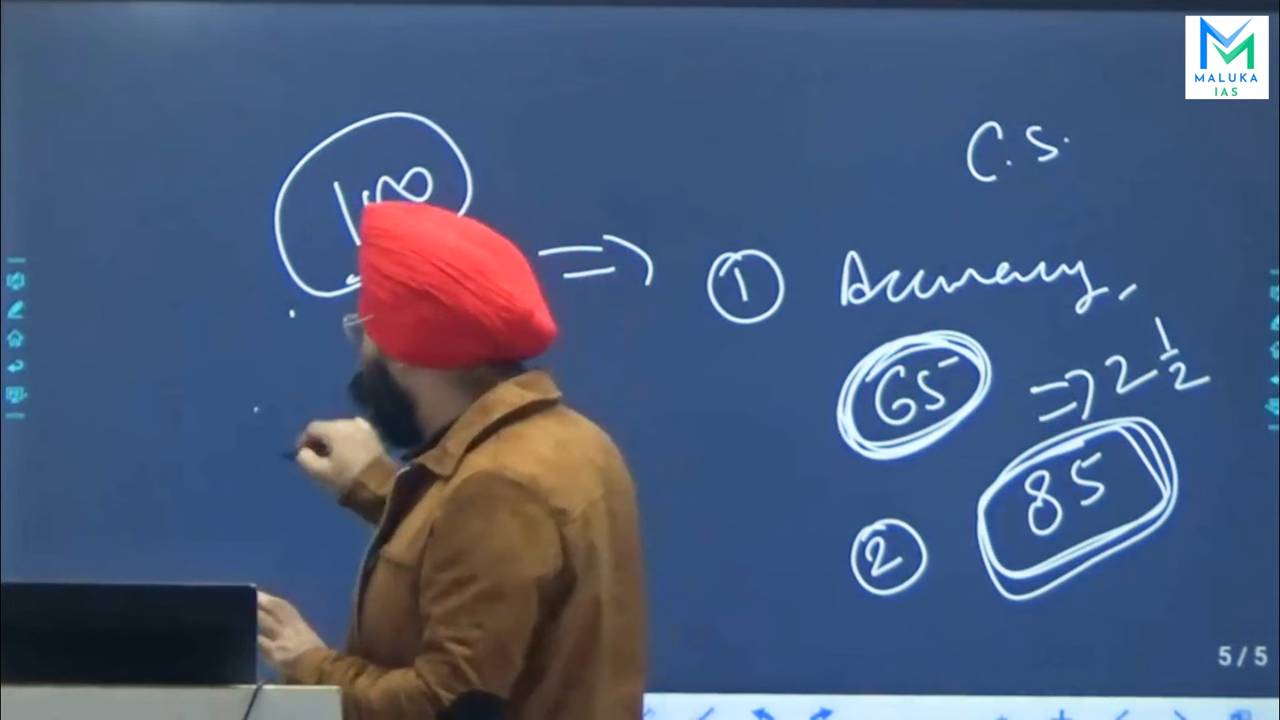 MALUKA
IAS
C.S.
100
=> ① Accuracy,
65 => 2 1/2
85
②
5/5